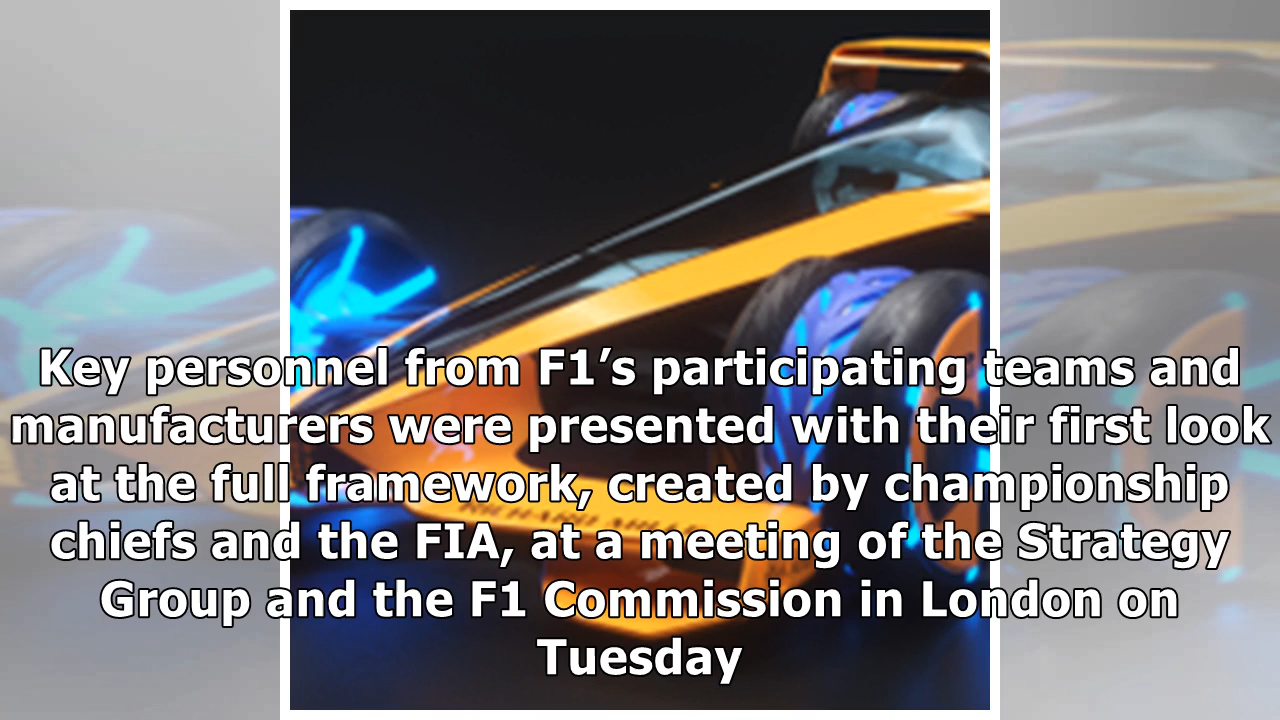 Key personnel from F1’s participating teams and
manufacturers were presented with their first look
at the full framework, created by championship
chiefs and the FIA, at a meeting of the Strategy
Group and the F1 Commission in London on
Tuesday
RICHARD MILLE